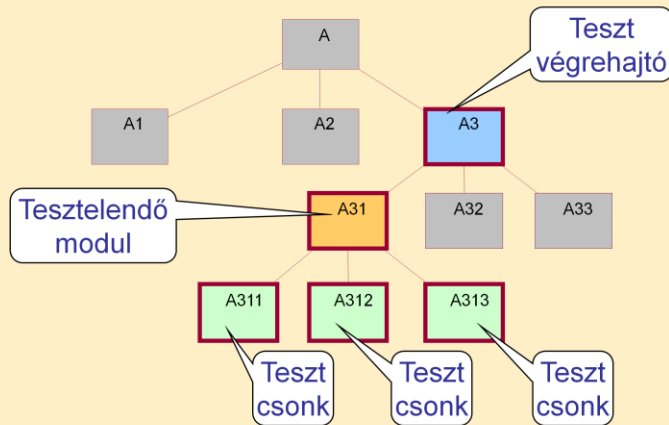 A
Teszt
végrehajtó
A1
A2
A3
Tesztelendő
modul
A31
A32
A33
A311
A312
A313
Teszt
csonk
Teszt
csonk
Teszt
csonk